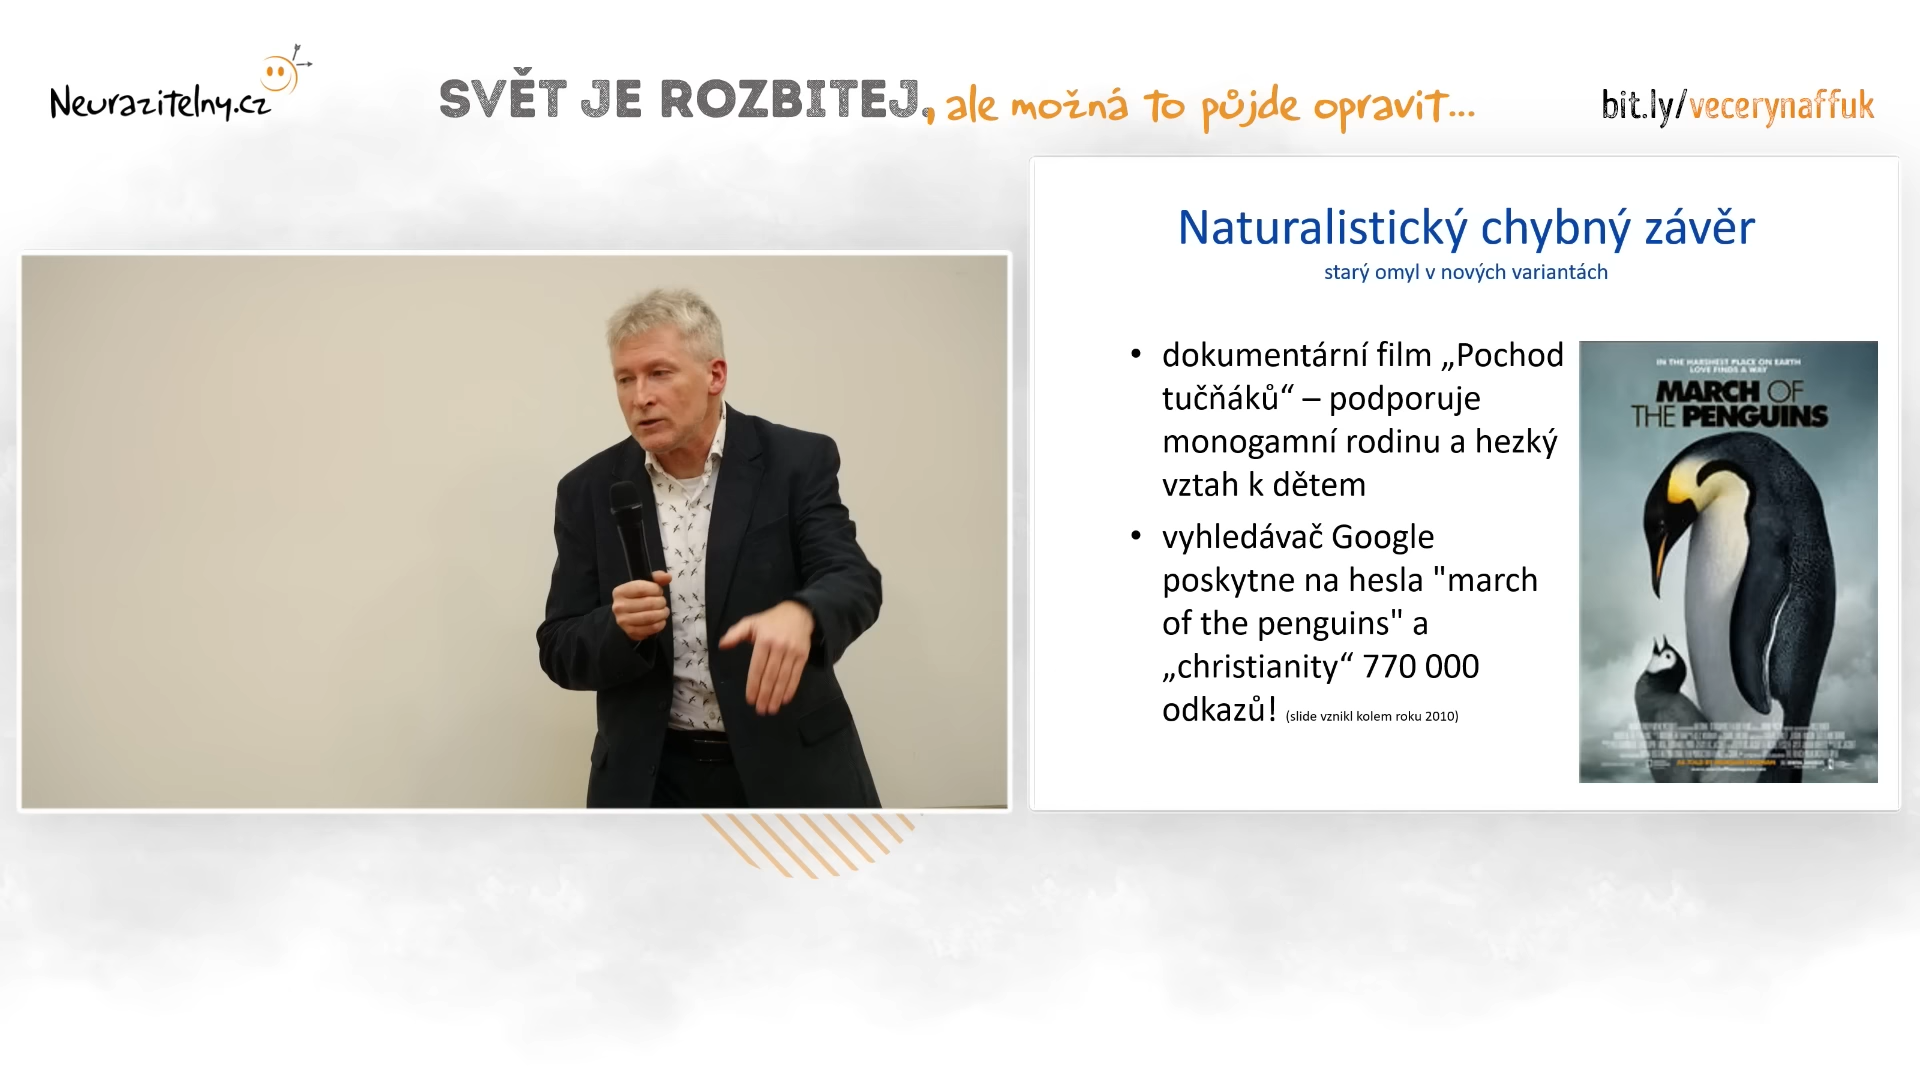 Neurazitelny.cz
SVĚT JE ROZBITEJ, ale možná to půjde opravit...
bit.ly/vecerynaffuk
Naturalistický chybný závěr
starý omyl v nových variantách
• dokumentární film „Pochod
tučňáků“ – podporuje
monogamní rodinu a hezký
vztah k dětem
• vyhledávač Google
poskytne na hesla "march
of the penguins" a
„christianity“ 770 000
odkazů! (slide vznikl kolem roku 2010)
IN THE HARSHEST PLACE ON EARTH
LOVE FINDS A WAY
MARCH OF
THE PENGUINS